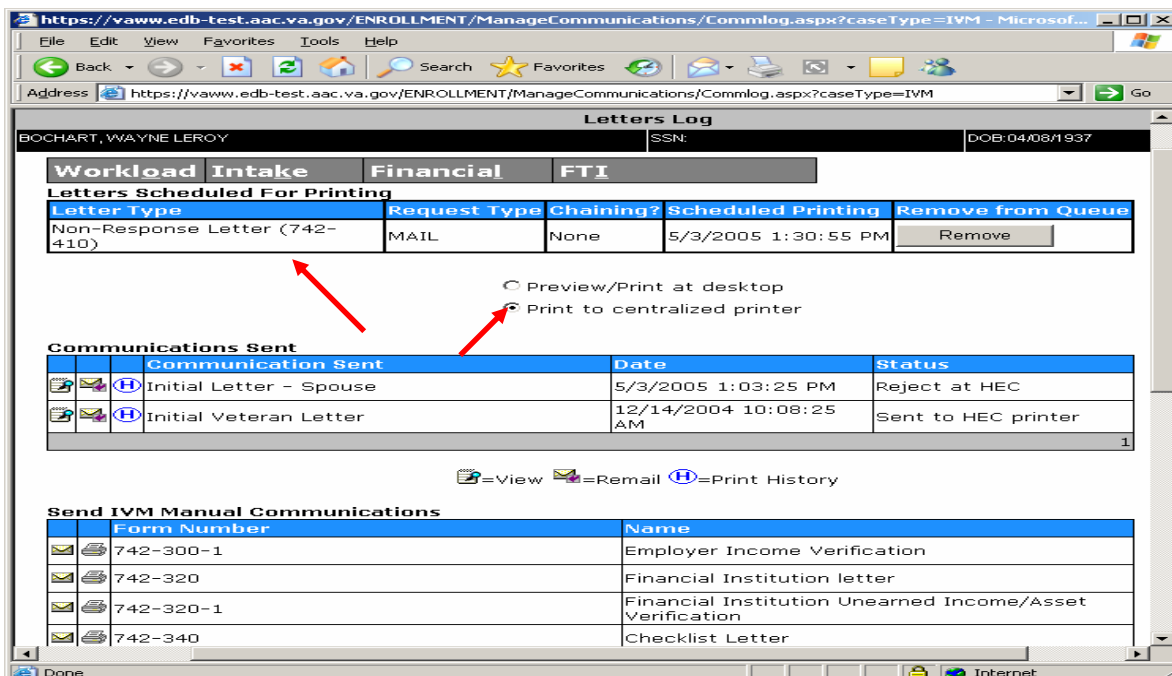 https://vaww.edb-test.aac.va.gov/ENROLLMENT/ManageCommunications/Commlog.aspx?caseType=IVM - Microsof...
File Edit View Favorites Tools Help
Back Search Favorites
Address https://vaww.edb-test.aac.va.gov/ENROLLMENT/ManageCommunications/Commlog.aspx?caseType=IVM Go
Letters Log
BOCHART, WAYNE LEROY SSN: DOB:04/08/1937
Workload Intake Financial FTI
Letters Scheduled For Printing
Letter Type Request Type Chaining? Scheduled Printing Remove from Queue
Non-Response Letter (742-
410) MAIL None 5/3/2005 1:30:55 PM Remove
Preview/Print at desktop
Print to centralized printer
Communications Sent
Communication Sent Date Status
H Initial Letter - Spouse 5/3/2005 1:03:25 PM Reject at HEC
H Initial Veteran Letter 12/14/2004 10:08:25
AM Sent to HEC printer
1
=View =Remail H=Print History
Send IVM Manual Communications
Form Number Name
742-300-1 Employer Income Verification
742-320 Financial Institution letter
742-320-1 Financial Institution Unearned Income/Asset
Verification
742-340 Checklist Letter
Done Internet